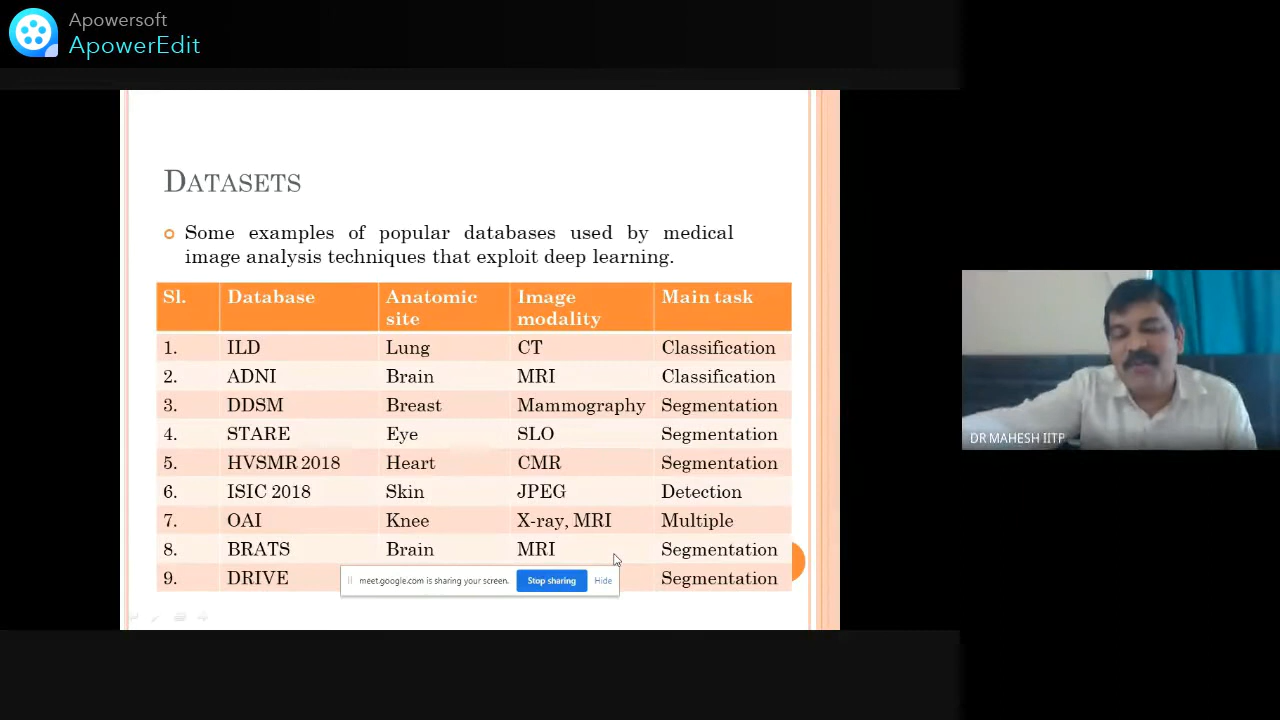 Apowersoft
ApowerEdit
DATASETS
Some examples of popular databases used by medical
image analysis techniques that exploit deep learning.
Sl. Database Anatomic site Image modality Main task
1. ILD Lung CT Classification
2. ADNI Brain MRI Classification
3. DDSM Breast Mammography Segmentation
4. STARE Eye SLO Segmentation
5. HVSMR 2018 Heart CMR Segmentation
6. ISIC 2018 Skin JPEG Detection
7. OAI Knee X-ray, MRI Multiple
8. BRATS Brain MRI Segmentation
9. DRIVE Segmentation
meet.google.com is sharing your screen. Stop sharing Hide
DR MAHESH IITP